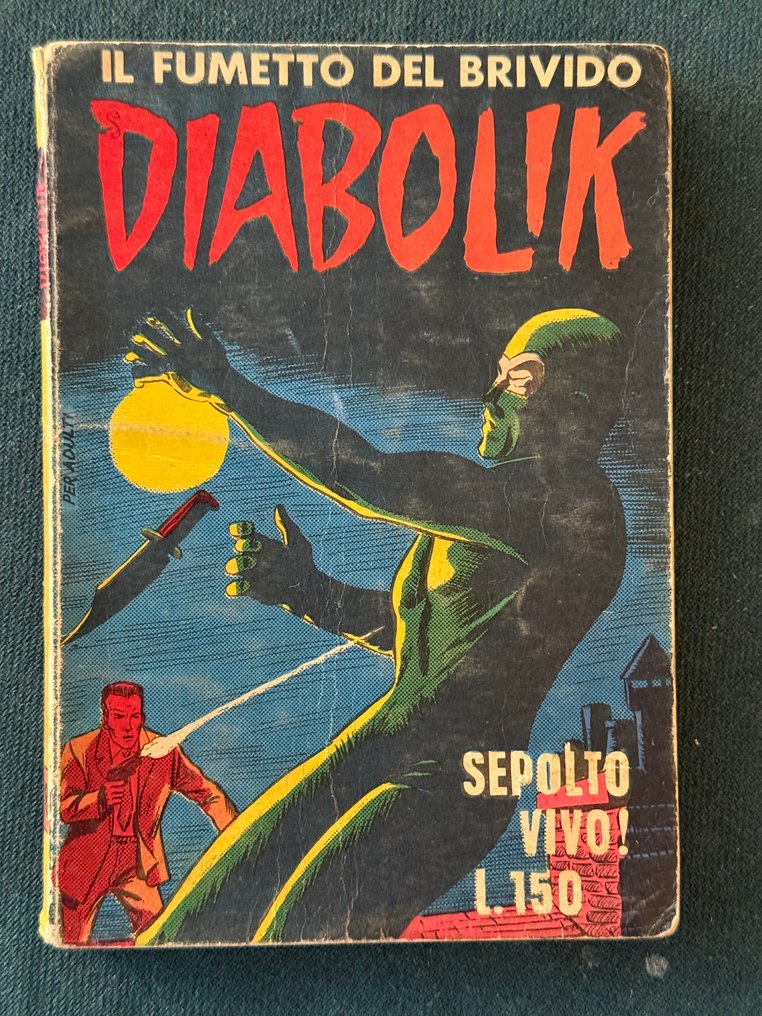 IL FUMETTO DEL BRIVIDO
DIABOLIK
PER ADULTI
SEPOLTO
VIVO!
L. 150